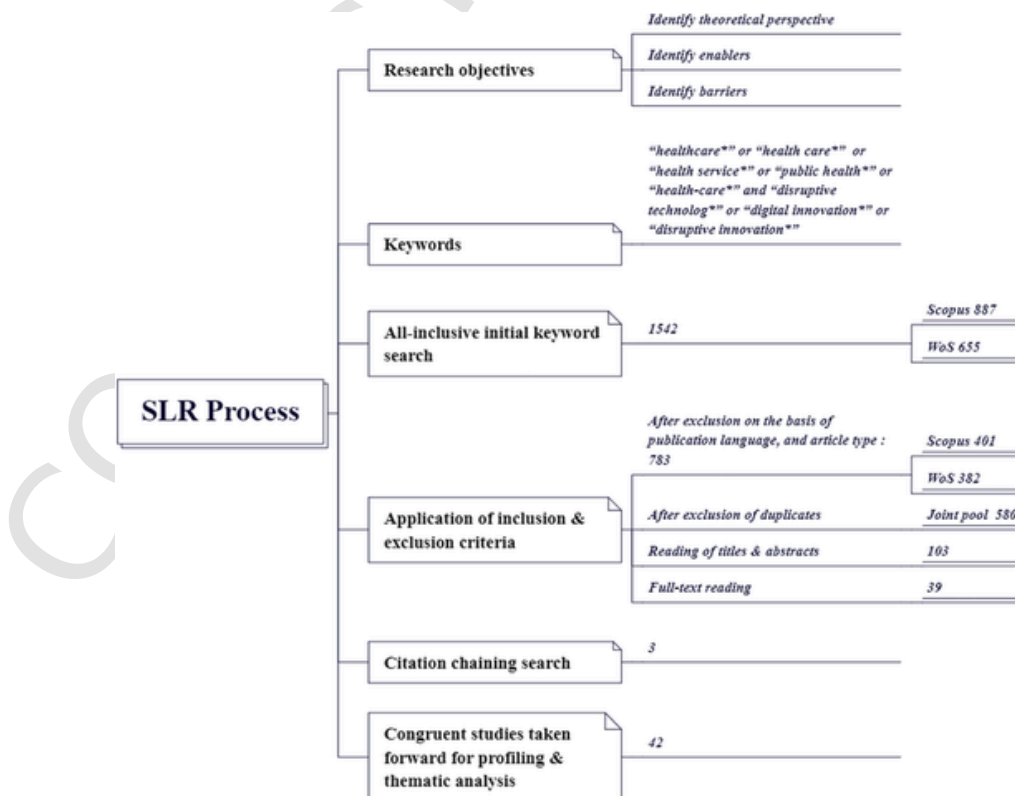 SLR Process
Research objectives
Identify theoretical perspective
Identify enablers
Identify barriers
Keywords
“healthcare*” or “health care*” or
“health service*” or “public health*” or
“health-care*” and “disruptive
technolog*” or “digital innovation*” or
“disruptive innovation*”
All-inclusive initial keyword
search
1542
Scopus 887
WoS 655
Application of inclusion &
exclusion criteria
After exclusion on the basis of
publication language, and article type :
783
Scopus 401
WoS 382
After exclusion of duplicates
Joint pool 580
Reading of titles & abstracts
103
Full-text reading
39
Citation chaining search
3
Congruent studies taken
forward for profiling &
thematic analysis
42